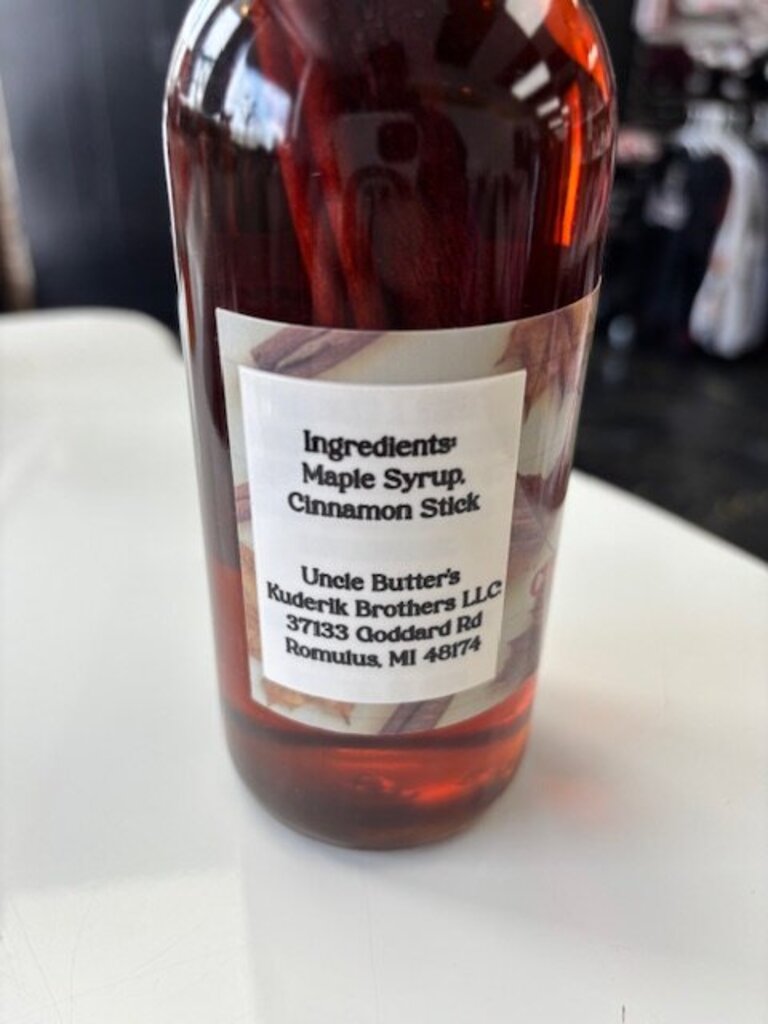 Ingredients:
Maple Syrup,
Cinnamon Stick
Uncle Butter's
Kuderik Brothers LLC
37133 Goddard Rd
Romulus, MI 48174